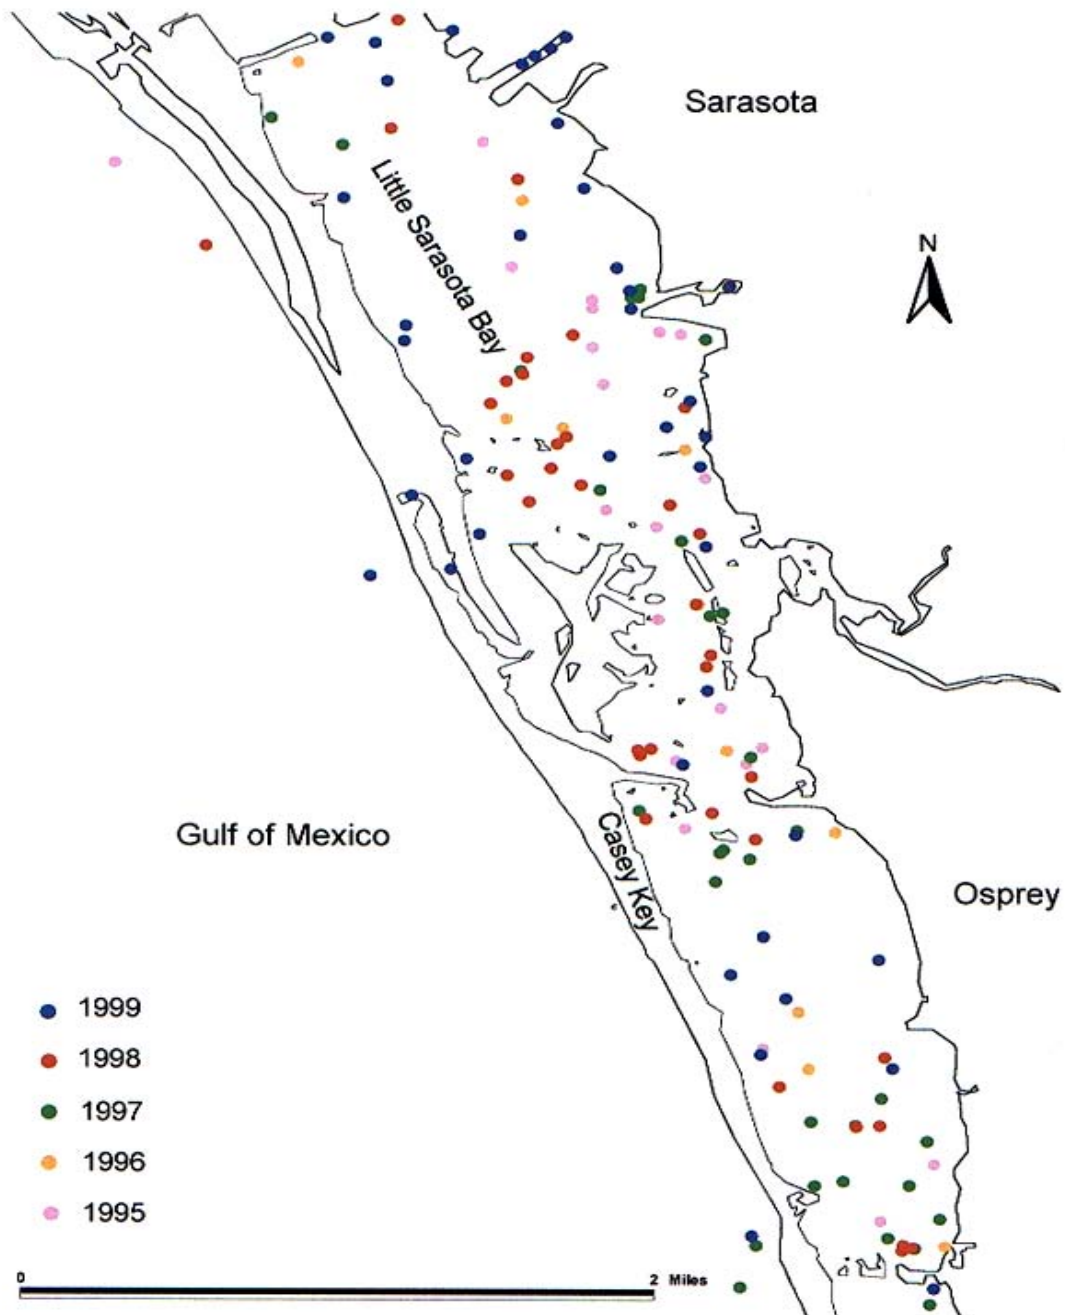 Sarasota
Little Sarasota Bay
N
Gulf of Mexico
Casey Key
Osprey
1999
1998
1997
1996
1995
0 2 Miles